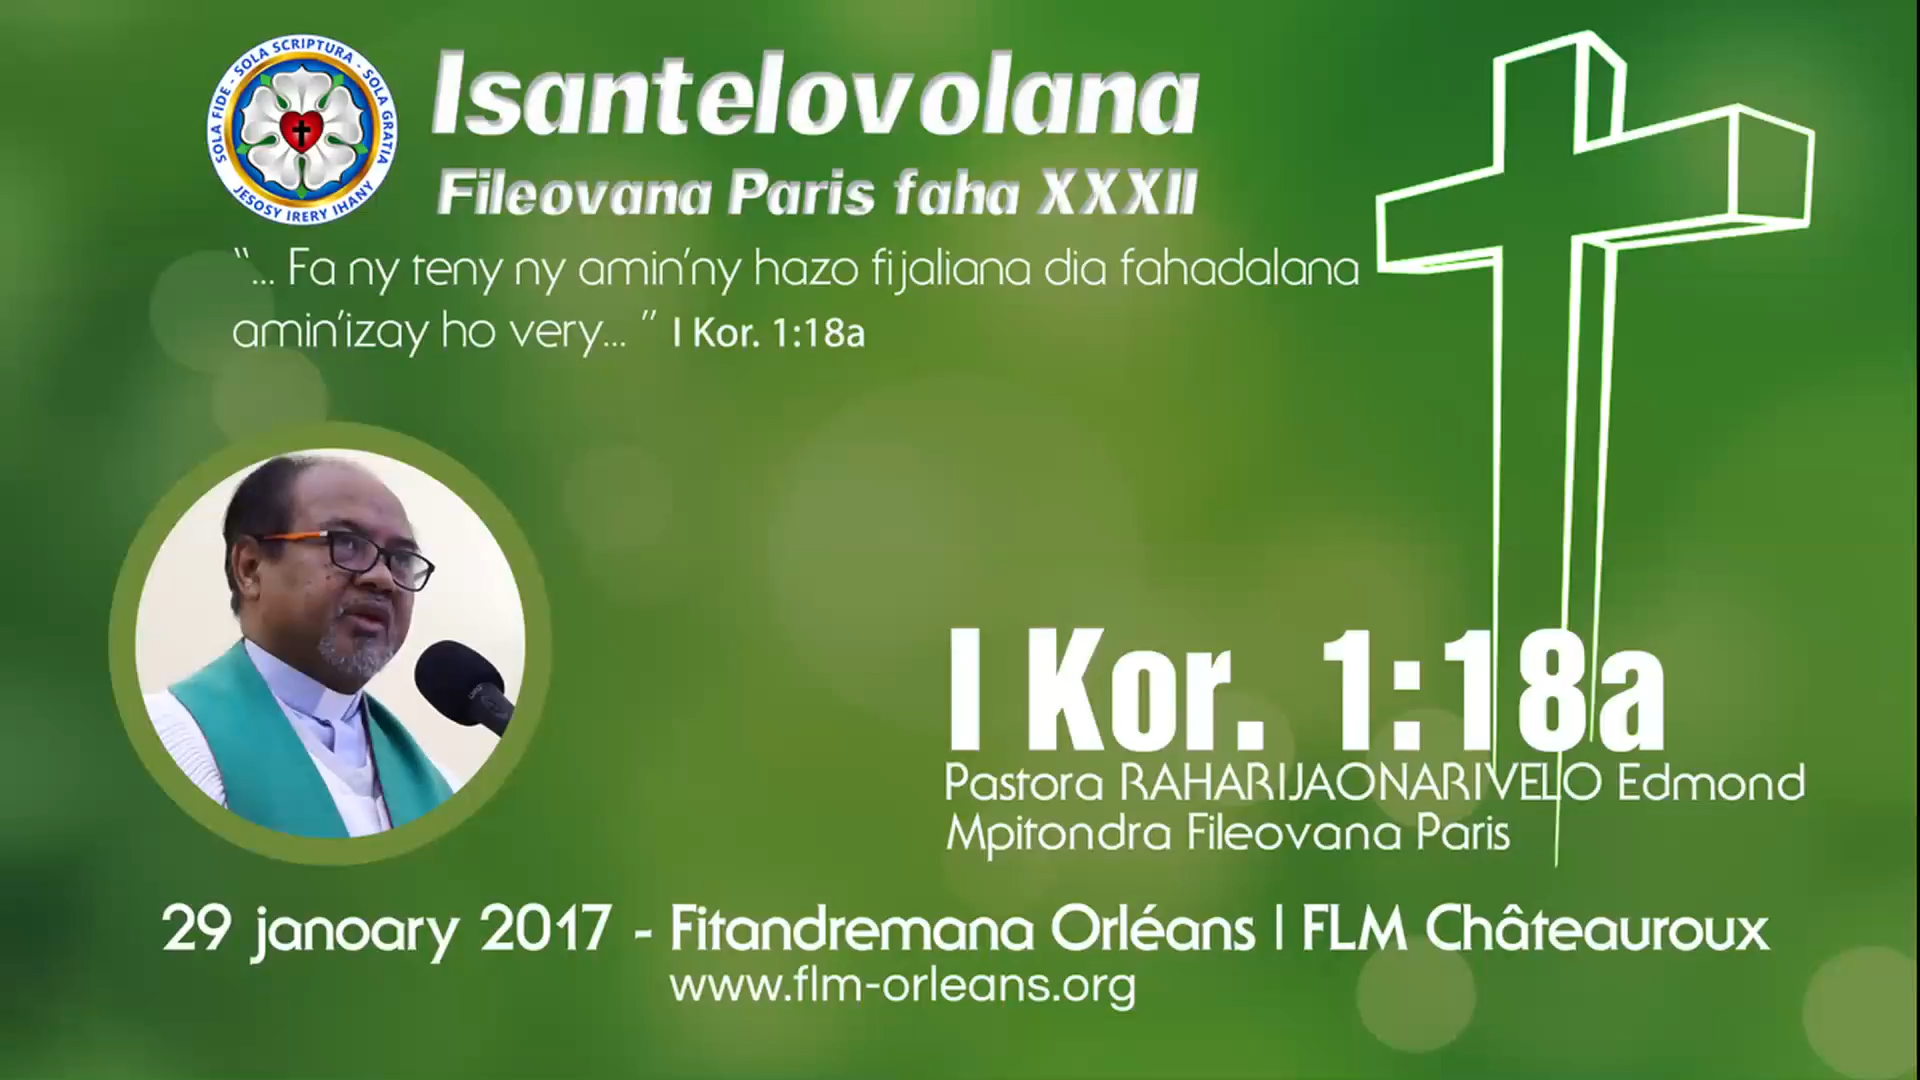 SOLA FIDE - SOLA SCRIPTURA - SOLA GRATIA
JESOSY IRERY IHANY
Isantelovolana
Fileovana Paris faha XXXII
“... Fa ny teny ny amin’ny hazo fijaliana dia fahadalana
amin’izay ho very... ” I Kor. 1:18a
I Kor. 1:18a
Pastora RAHARIJAONARIVELO Edmond
Mpitondra Fileovana Paris
29 janoary 2017 - Fitandremana Orléans | FLM Châteauroux
www.flm-orleans.org